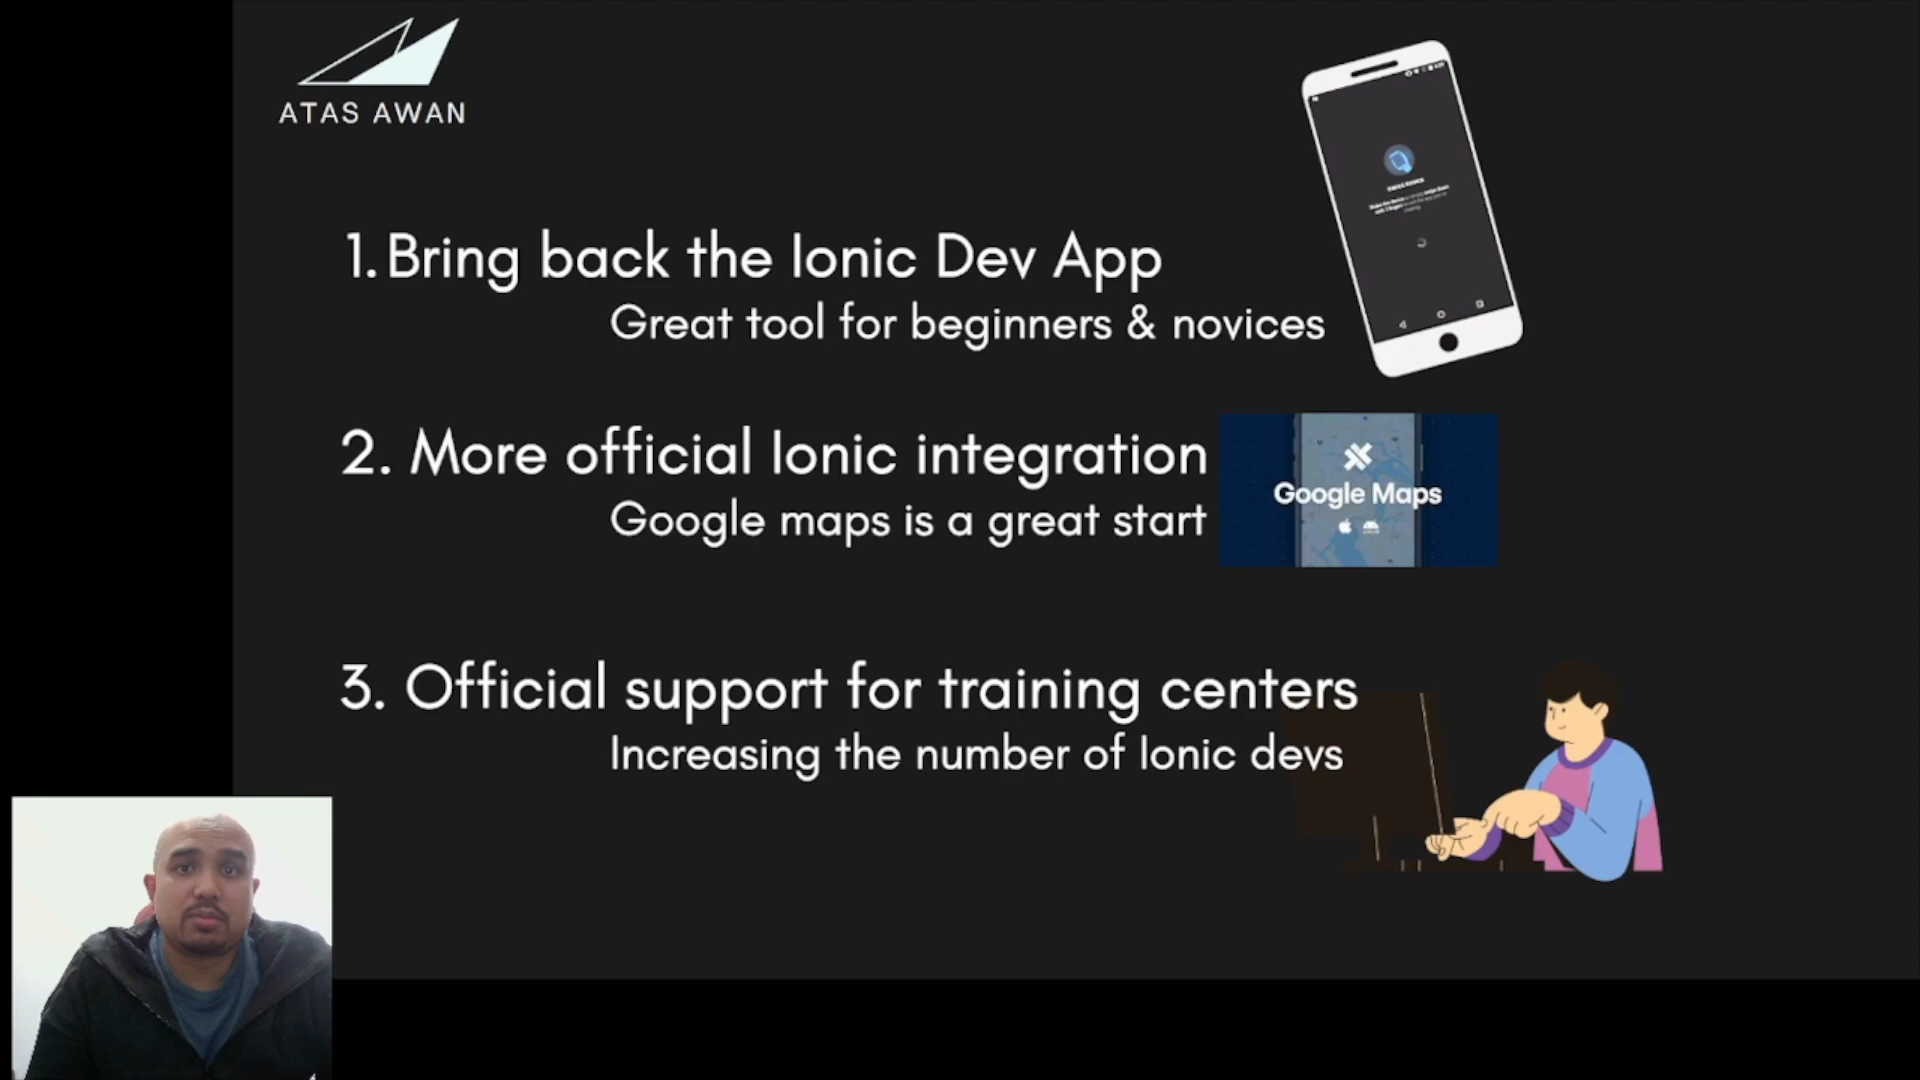 ATAS AWAN
1. Bring back the Ionic Dev App
Great tool for beginners & novices
2. More official Ionic integration
Google maps is a great start
Google Maps
3. Official support for training centers
Increasing the number of Ionic devs